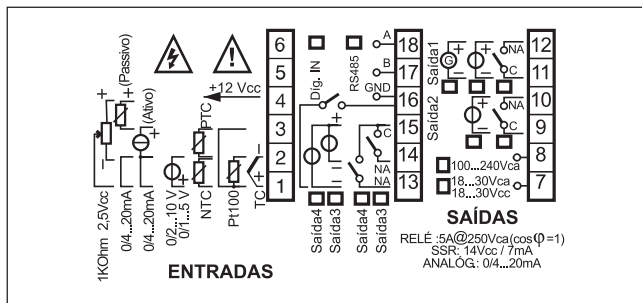 6
5
4
3
2
1
+12 Vcc
1KOhm 2,5Vcc
0/4...20mA (Passivo)
0/4...20mA (Ativo)
0/2...10 V
0/1...5 V
NTC
PTC
Pt100
TC
ENTRADAS
Dig. IN
RS485
A
B
GND
18
17
16
15
14
13
C
NA
NA
Saída4
Saída3
Saída4
Saída3
Saída1
G
NA
C
Saída2
NA
C
12
11
10
9
8
7
100...240Vca
18...30Vca
18...30Vcc
SAÍDAS
RELÉ :5A@250Vca(cosφ=1)
SSR: 14Vcc / 7mA
ANALÓG.: 0/4...20mA